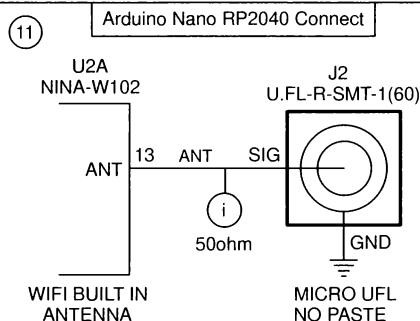 Arduino Nano RP2040 Connect
11
U2A
NINA-W102
J2
U.FL-R-SMT-1(60)
ANT
13
ANT
SIG
i
50ohm
GND
WIFI BUILT IN
ANTENNA
MICRO UFL
NO PASTE